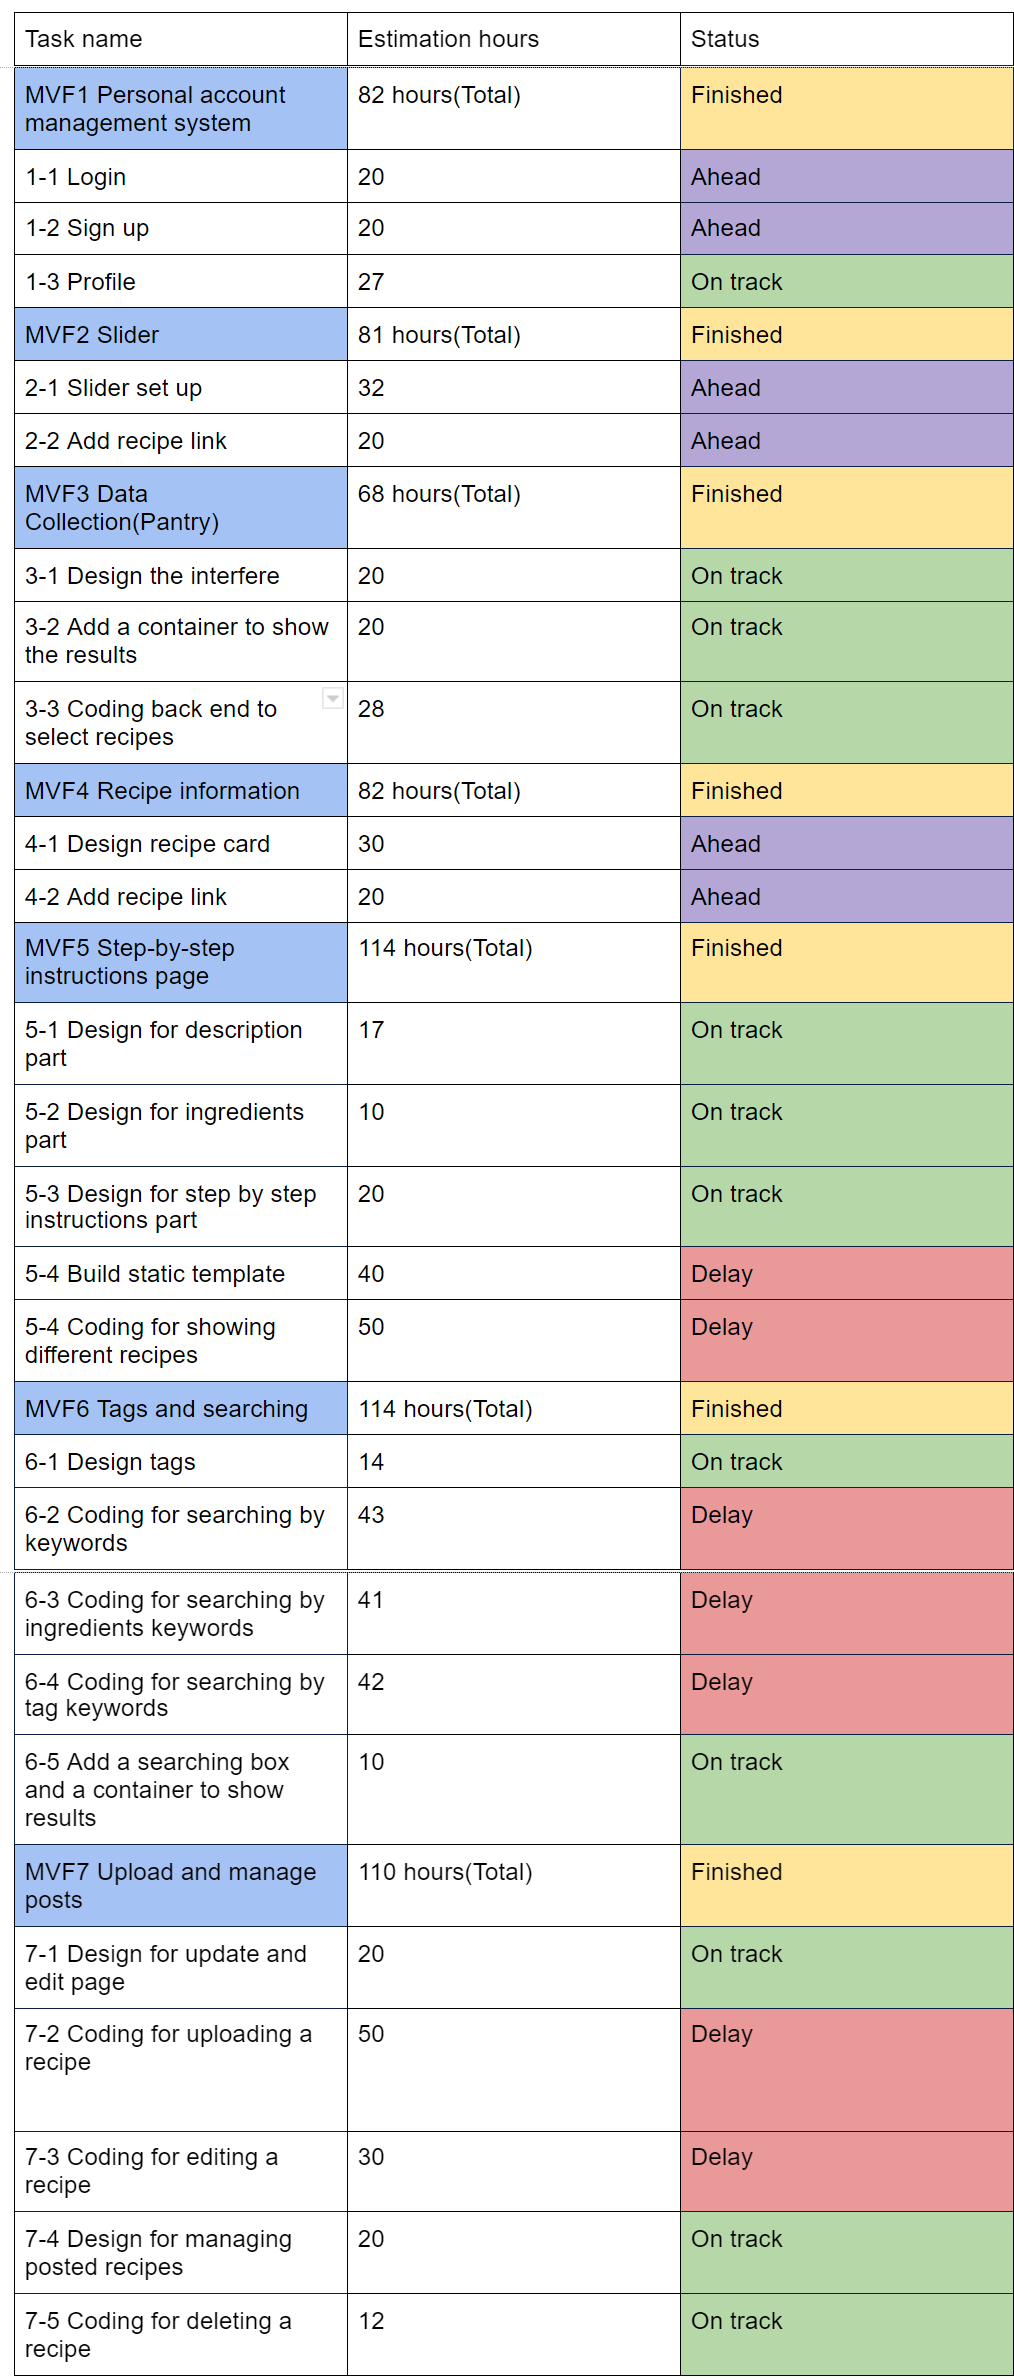 Task name Estimation hours Status
MVF1 Personal account 82 hours(Total) Finished
management system
1-1 Login 20 Ahead
1-2 Sign up 20 Ahead
1-3 Profile 27 On track
MVF2 Slider 81 hours(Total) Finished
2-1 Slider set up 32 Ahead
2-2 Add recipe link 20 Ahead
MVF3 Data 68 hours(Total) Finished
Collection(Pantry)
3-1 Design the interfere 20 On track
3-2 Add a container to show 20 On track
the results
3-3 Coding back end to 28 On track
select recipes
MVF4 Recipe information 82 hours(Total) Finished
4-1 Design recipe card 30 Ahead
4-2 Add recipe link 20 Ahead
MVF5 Step-by-step 114 hours(Total) Finished
instructions page
5-1 Design for description 17 On track
part
5-2 Design for ingredients 10 On track
part
5-3 Design for step by step 20 On track
instructions part
5-4 Build static template 40 Delay
5-4 Coding for showing 50 Delay
different recipes
MVF6 Tags and searching 114 hours(Total) Finished
6-1 Design tags 14 On track
6-2 Coding for searching by 43 Delay
keywords
6-3 Coding for searching by 41 Delay
ingredients keywords
6-4 Coding for searching by 42 Delay
tag keywords
6-5 Add a searching box 10 On track
and a container to show
results
MVF7 Upload and manage 110 hours(Total) Finished
posts
7-1 Design for update and 20 On track
edit page
7-2 Coding for uploading a 50 Delay
recipe
7-3 Coding for editing a 30 Delay
recipe
7-4 Design for managing 20 On track
posted recipes
7-5 Coding for deleting a 12 On track
recipe